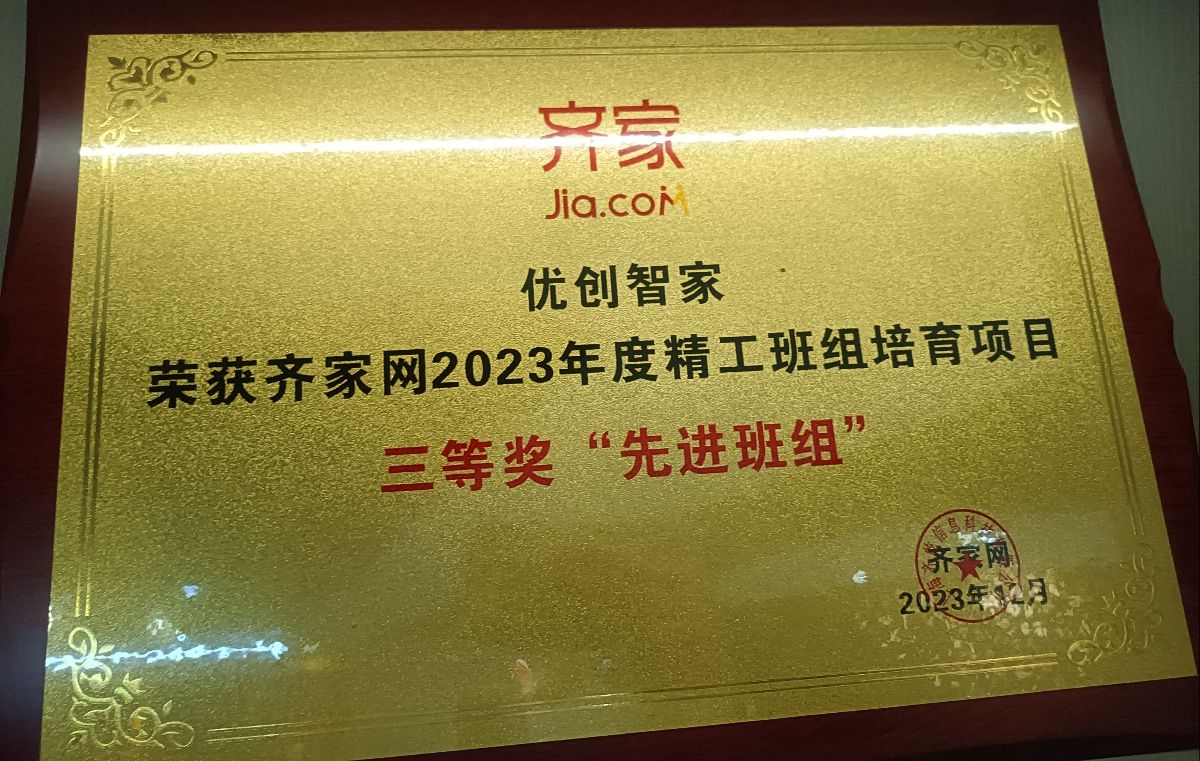 齐家
Jia.com
优创智家
荣获齐家网2023年度精工班组培育项目
三等奖“先进班组”
齐家网
2023年12月